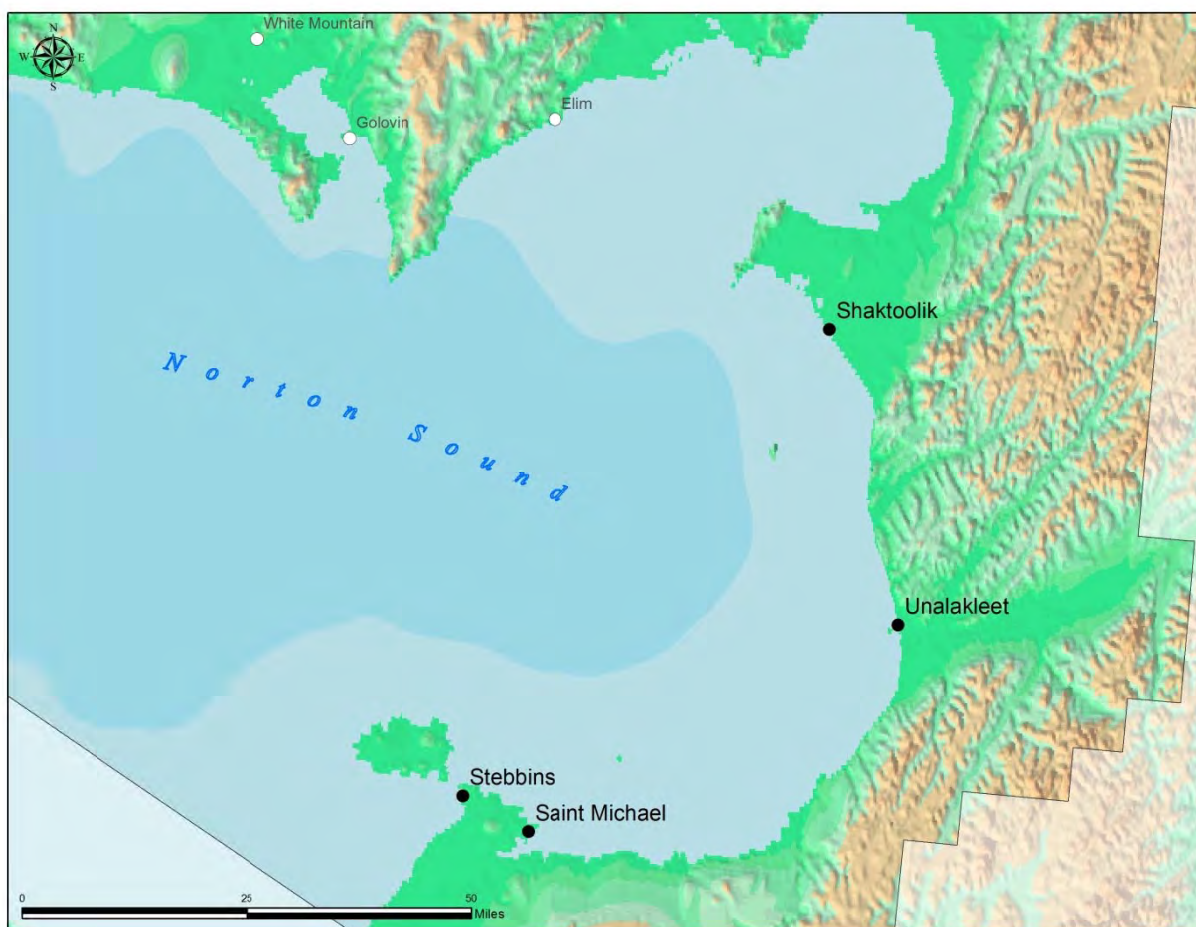 White Mountain
N
W E
S
Elim
Golovin
Shaktoolik
Norton Sound
Unalakleet
Stebbins
Saint Michael
0 25 50
Miles